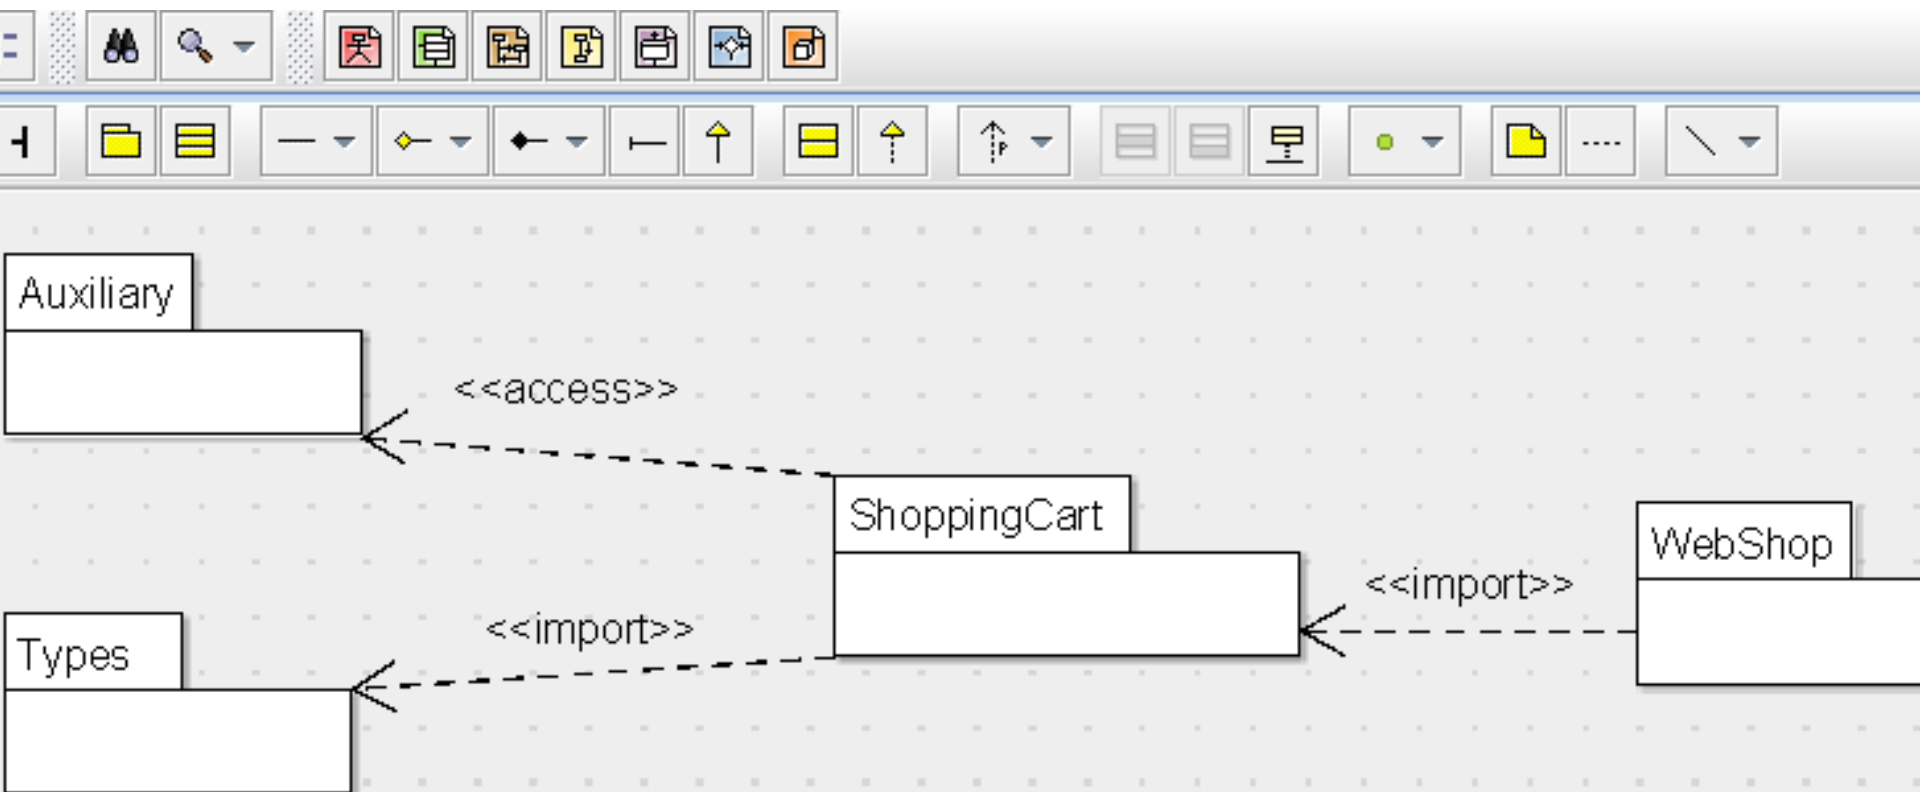 Auxiliary
<<access>>
ShoppingCart
WebShop
<<import>>
<<import>>
Types